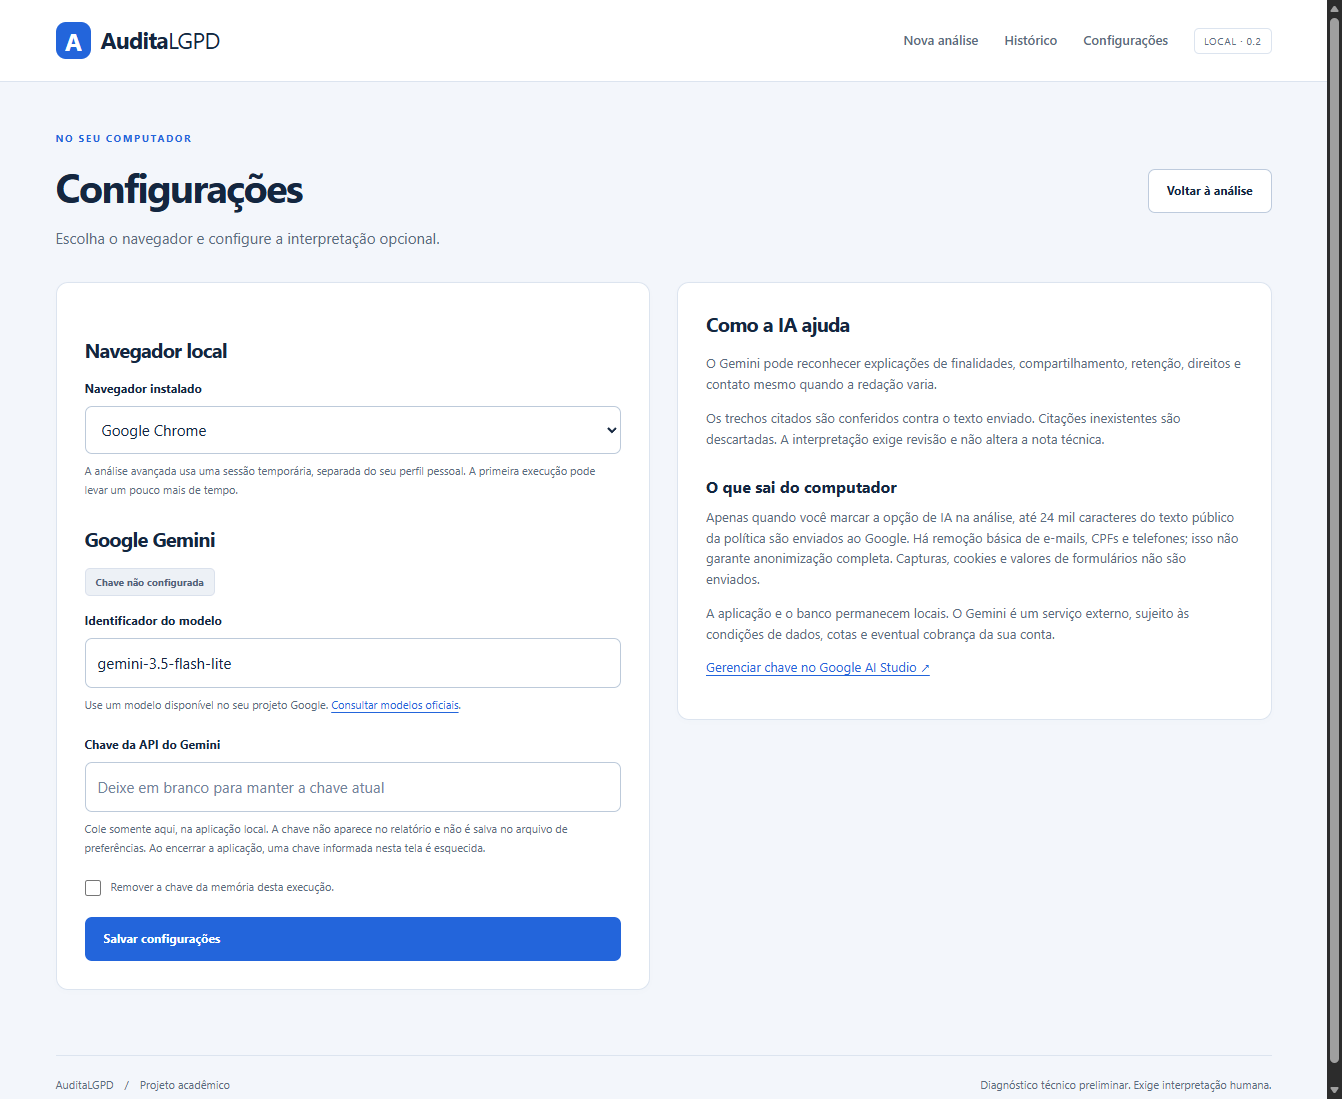 A AuditaLGPD
Nova análise
Histórico
Configurações
LOCAL · 0.2
NO SEU COMPUTADOR
Configurações
Voltar à análise
Escolha o navegador e configure a interpretação opcional.
Navegador local
Navegador instalado
Google Chrome
A análise avançada usa uma sessão temporária, separada do seu perfil pessoal. A primeira execução pode
levar um pouco mais de tempo.
Google Gemini
Chave não configurada
Identificador do modelo
gemini-3.5-flash-lite
Use um modelo disponível no seu projeto Google. Consultar modelos oficiais.
Chave da API do Gemini
Deixe em branco para manter a chave atual
Cole somente aqui, na aplicação local. A chave não aparece no relatório e não é salva no arquivo de
preferências. Ao encerrar a aplicação, uma chave informada nesta tela é esquecida.
Remover a chave da memória desta execução.
Salvar configurações
Como a IA ajuda
O Gemini pode reconhecer explicações de finalidades, compartilhamento, retenção, direitos e
contato mesmo quando a redação varia.
Os trechos citados são conferidos contra o texto enviado. Citações inexistentes são
descartadas. A interpretação exige revisão e não altera a nota técnica.
O que sai do computador
Apenas quando você marcar a opção de IA na análise, até 24 mil caracteres do texto público
da política são enviados ao Google. Há remoção básica de e-mails, CPFs e telefones; isso não
garante anonimização completa. Capturas, cookies e valores de formulários não são
enviados.
A aplicação e o banco permanecem locais. O Gemini é um serviço externo, sujeito às
condições de dados, cotas e eventual cobrança da sua conta.
Gerenciar chave no Google AI Studio ↗
AuditaLGPD / Projeto acadêmico
Diagnóstico técnico preliminar. Exige interpretação humana.